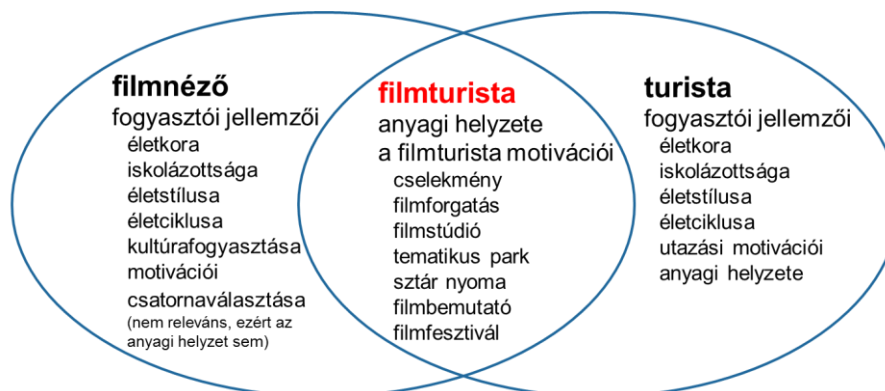 filmnéző
fogyasztói jellemzői
életkora
iskolázottsága
életstílusa
életciklusa
kultúrafogyasztása
motivációi
csatornaválasztása
(nem releváns, ezért az
anyagi helyzet sem)
filmturista
anyagi helyzete
a filmturista motivációi
cselekmény
filmforgatás
filmstúdió
tematikus park
sztár nyoma
filmbemutató
filmfesztivál
turista
fogyasztói jellemzői
életkora
iskolázottsága
életstílusa
életciklusa
utazási motivációi
anyagi helyzete